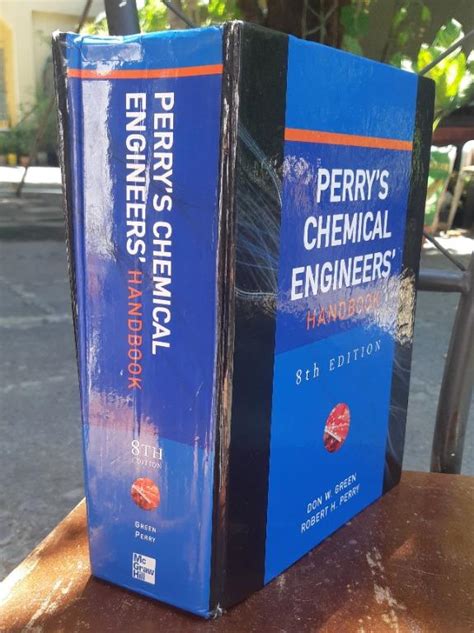 PERRY'S CHEMICAL
ENGINEERS' HANDBOOK
8TH
EDITION
GREEN
PERRY
Mc
Graw
Hill
PERRY'S
CHEMICAL
ENGINEERS'
HANDBOOK
8th EDITION
DON W. GREEN
ROBERT H. PERRY